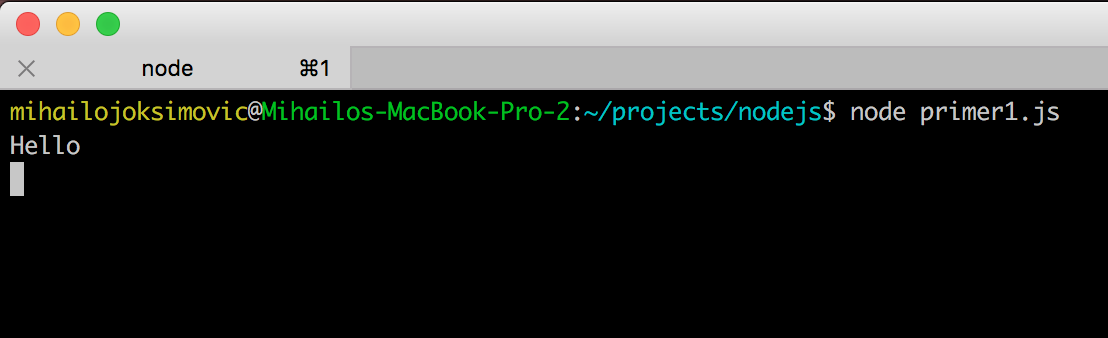 node ⌘1
mihailojoksimovic@Mihailos-MacBook-Pro-2:~/projects/nodejs$ node primer1.js
Hello